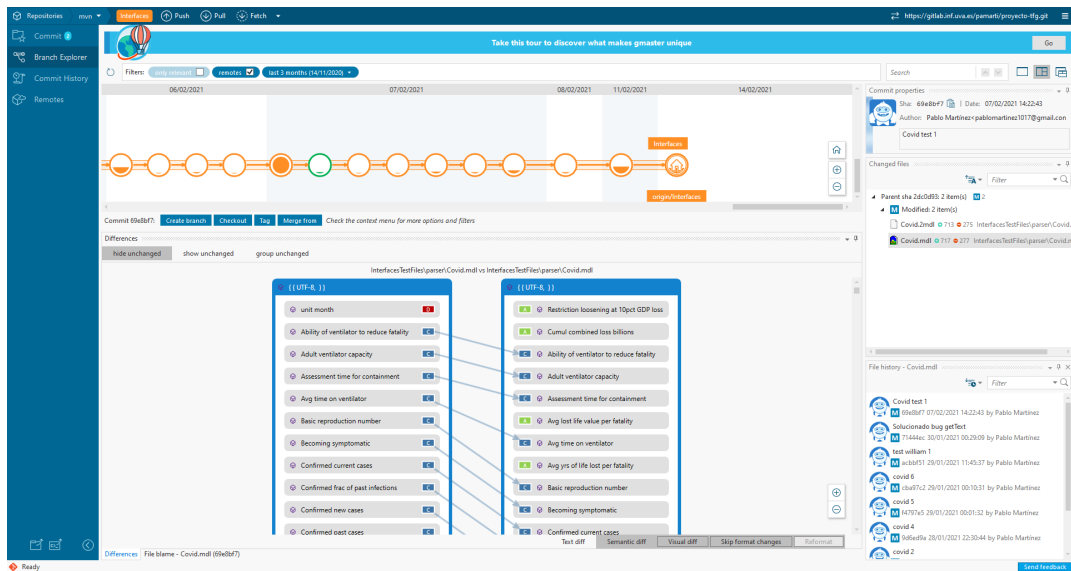 Repositories mvn Interfaces Push Pull Fetch https://gitlab.inf.uva.es/pamarti/proyecto-tfg.git
Commit 2
Branch Explorer
Commit History
Remotes
Take this tour to discover what makes gmaster unique Go
Filters: only relevant remotes last 3 months (14/11/2020) Search
06/02/2021 07/02/2021 08/02/2021 11/02/2021 14/02/2021
Interfaces
origin/Interfaces
Commit 69e8bf7: Create branch Checkout Tag Merge from Check the context menu for more options and filters
Differences
hide unchanged show unchanged group unchanged
InterfacesTestFiles\parser\Covid.mdl vs InterfacesTestFiles\parser\Covid.mdl
{{UTF-8, }} {{UTF-8, }}
unit month D A Restriction loosening at 10pct GDP loss
Ability of ventilator to reduce fatality C A Cumul combined loss billions
Adult ventilator capacity C C Ability of ventilator to reduce fatality
Assessment time for containment C C Adult ventilator capacity
Avg time on ventilator C C Assessment time for containment
Basic reproduction number C A Avg lost life value per fatality
Becoming symptomatic C C Avg time on ventilator
Confirmed current cases C A Avg yrs of life lost per fatality
Confirmed frac of past infections C C Basic reproduction number
Confirmed new cases C C Becoming symptomatic
Confirmed past cases C C Confirmed current cases
Text diff Semantic diff Visual diff Skip format changes Reformat
Differences File blame - Covid.mdl (69e8bf7)
Commit properties
Sha: 69e8bf7 | Date: 07/02/2021 14:22:43
Author: Pablo Martínez<pablomartinez1017@gmail.con
Covid test 1
Changed files
Filter
Parent sha 2dc0d93: 2 item(s) M 2
M Modified: 2 item(s)
Covid.2mdl 713 275 InterfacesTestFiles\parser\Covid.
Covid.mdl 717 277 InterfacesTestFiles\parser\Covid.m
File history - Covid.mdl
Filter
Covid test 1
M 69e8bf7 07/02/2021 14:22:43 by Pablo Martínez
Solucionado bug getText
M 71444ec 30/01/2021 00:29:09 by Pablo Martínez
test william 1
M acbbf51 29/01/2021 11:45:37 by Pablo Martínez
covid 6
M cba97c2 29/01/2021 00:10:31 by Pablo Martínez
covid 5
M f4797e5 29/01/2021 00:01:32 by Pablo Martínez
covid 4
M 9d6ed9a 28/01/2021 22:30:44 by Pablo Martínez
covid 2
Ready Send feedback